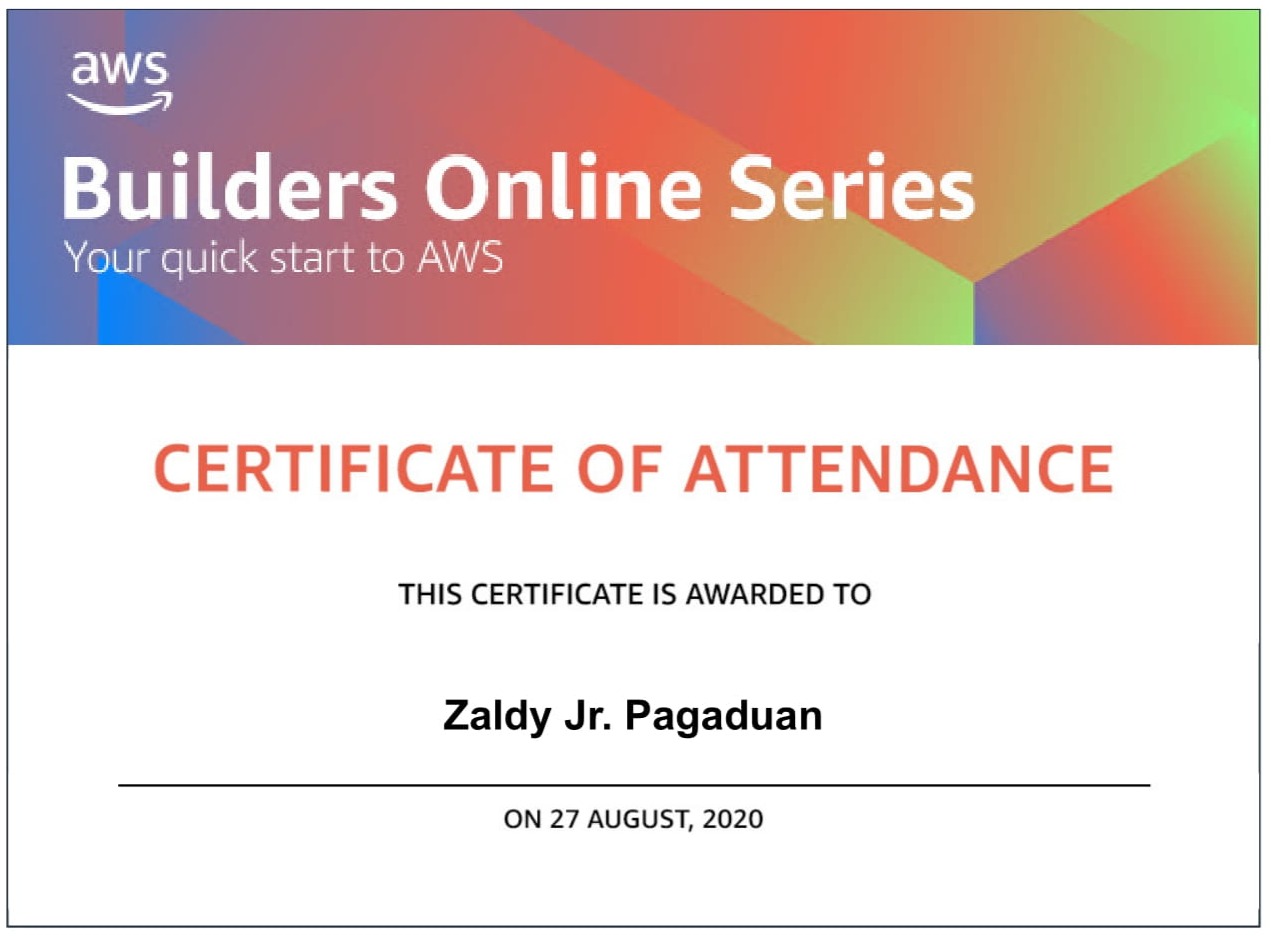 aws
Builders Online Series
Your quick start to AWS
CERTIFICATE OF ATTENDANCE
THIS CERTIFICATE IS AWARDED TO
Zaldy Jr. Pagaduan
ON 27 AUGUST, 2020